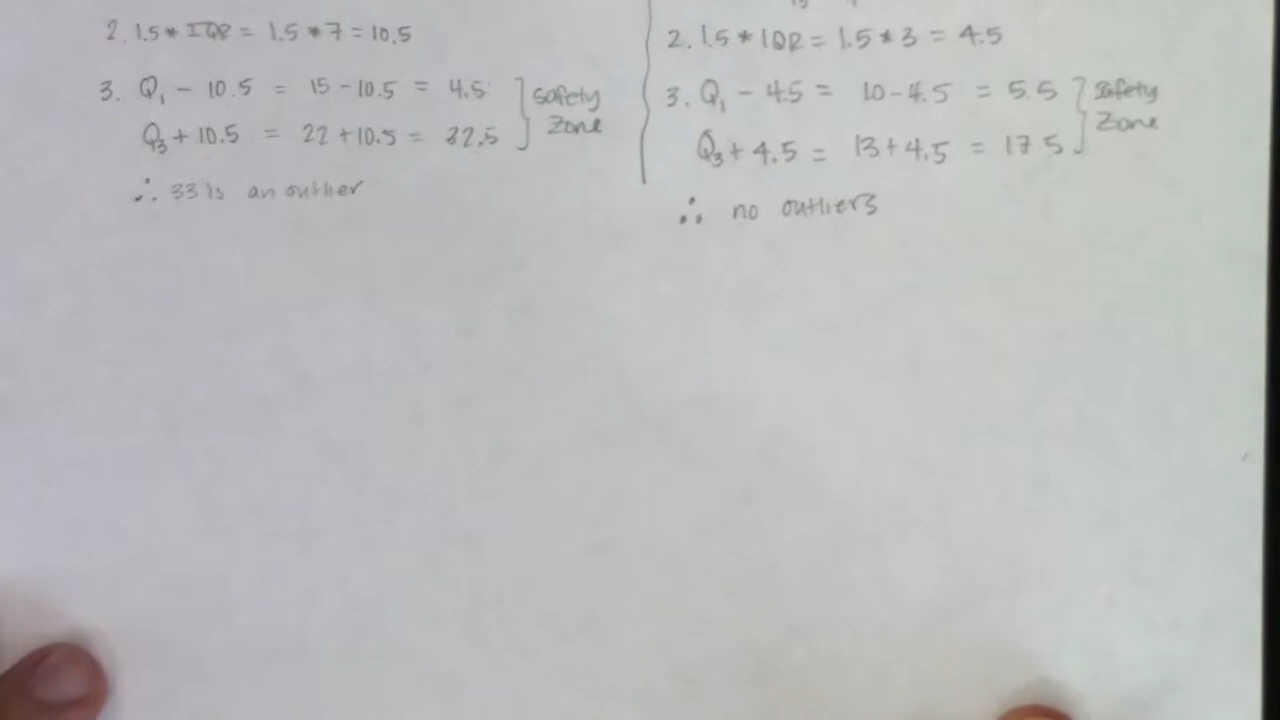 2. 1.5 * IQR = 1.5 * 7 = 10.5
3. Q₁ - 10.5 = 15 - 10.5 = 4.5
Q₃ + 10.5 = 22 + 10.5 = 32.5
Safety
Zone
∴ 33 is an outlier
2. 1.5 * IQR = 1.5 * 3 = 4.5
3. Q₁ - 4.5 = 10 - 4.5 = 5.5
Q₃ + 4.5 = 13 + 4.5 = 17.5
Safety
Zone
∴ no outliers